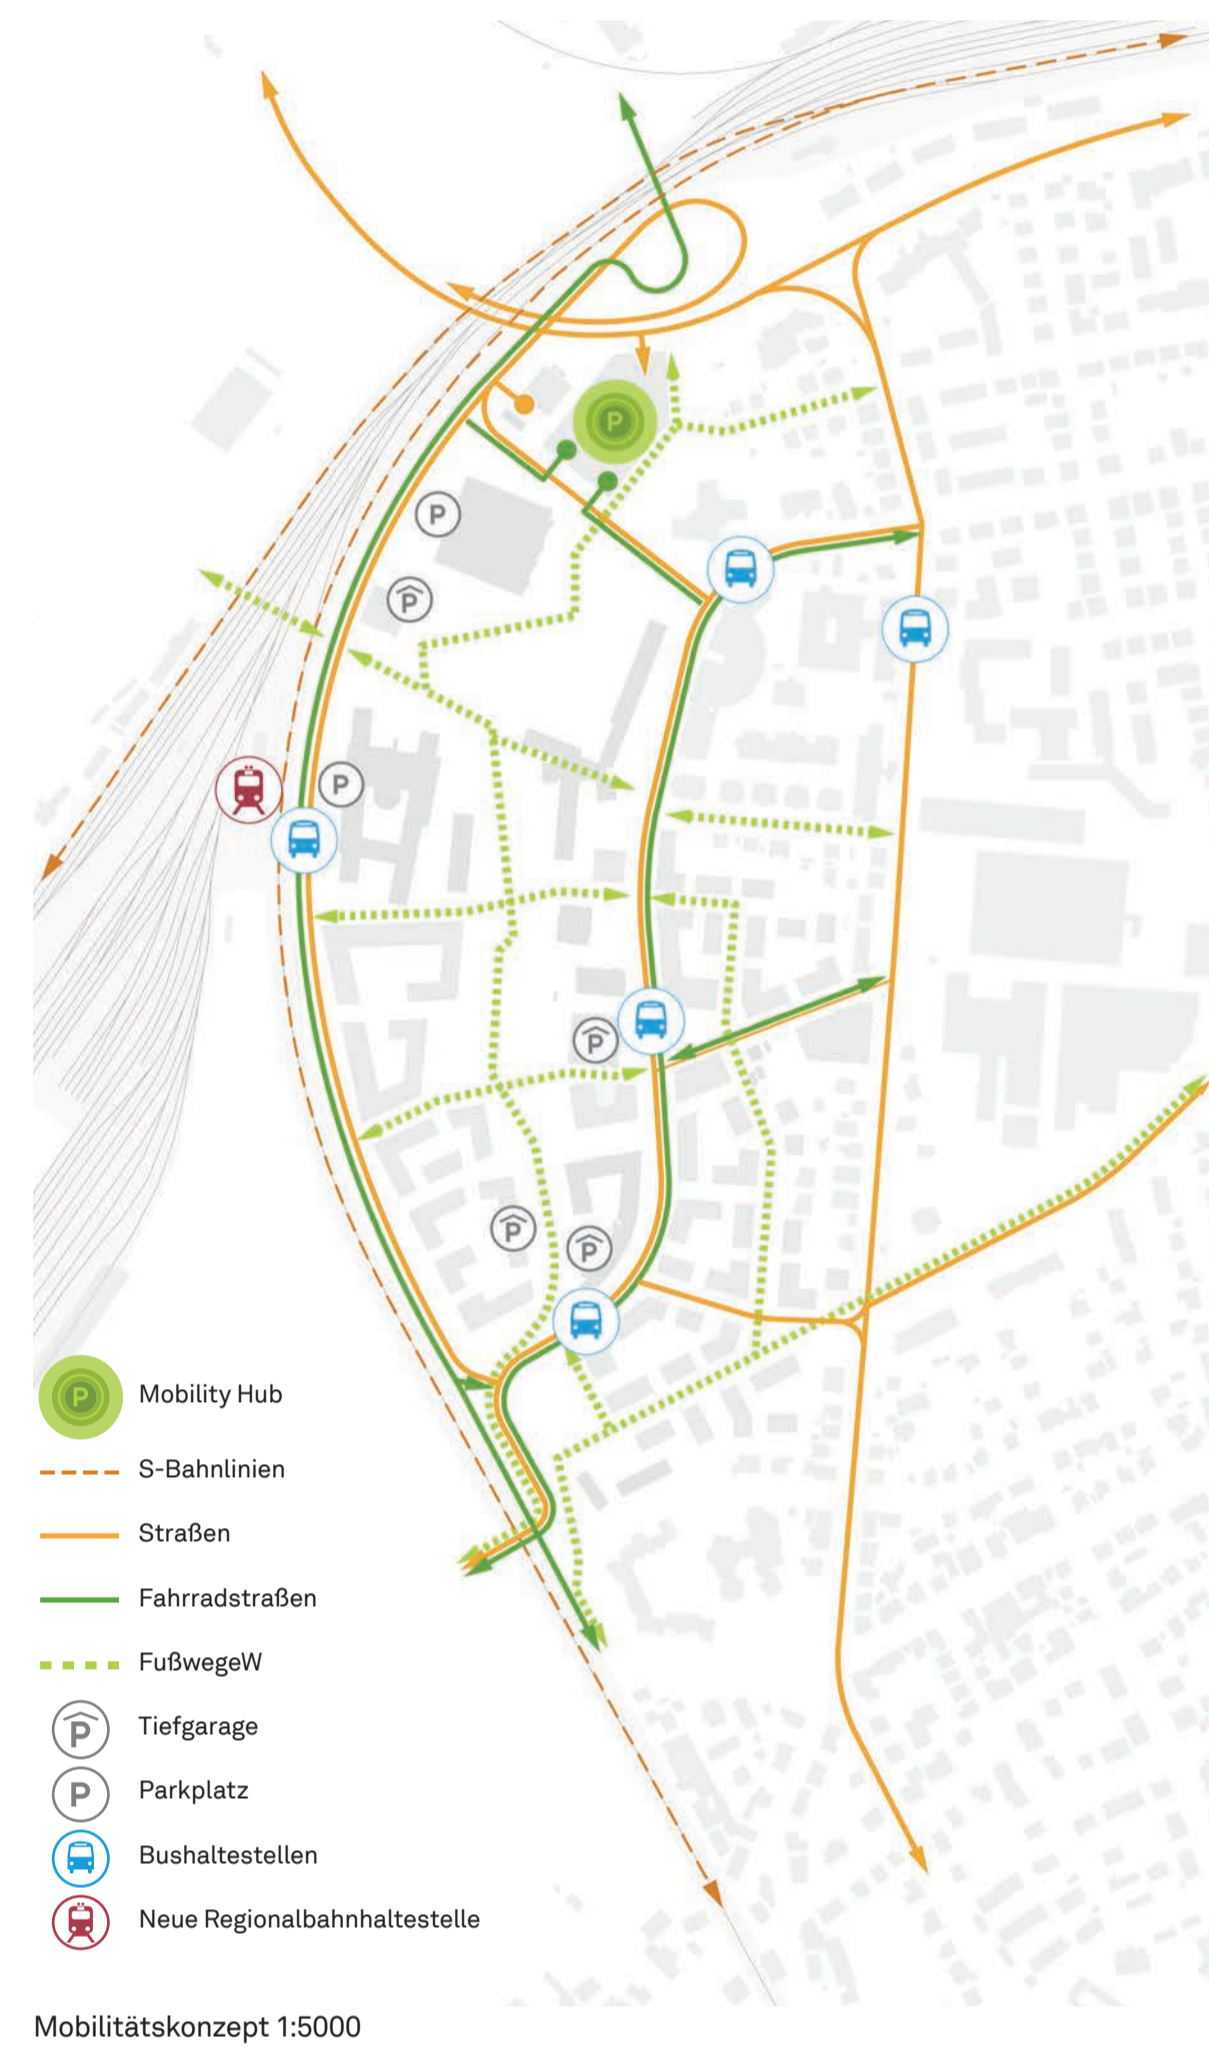 P
P
P
P
P
P
P
P
Mobility Hub
S-Bahnlinien
Straßen
Fahrradstraßen
FußwegeW
P
Tiefgarage
P
Parkplatz
Bushaltestellen
Neue Regionalbahnhaltestelle
Mobilitätskonzept 1:5000